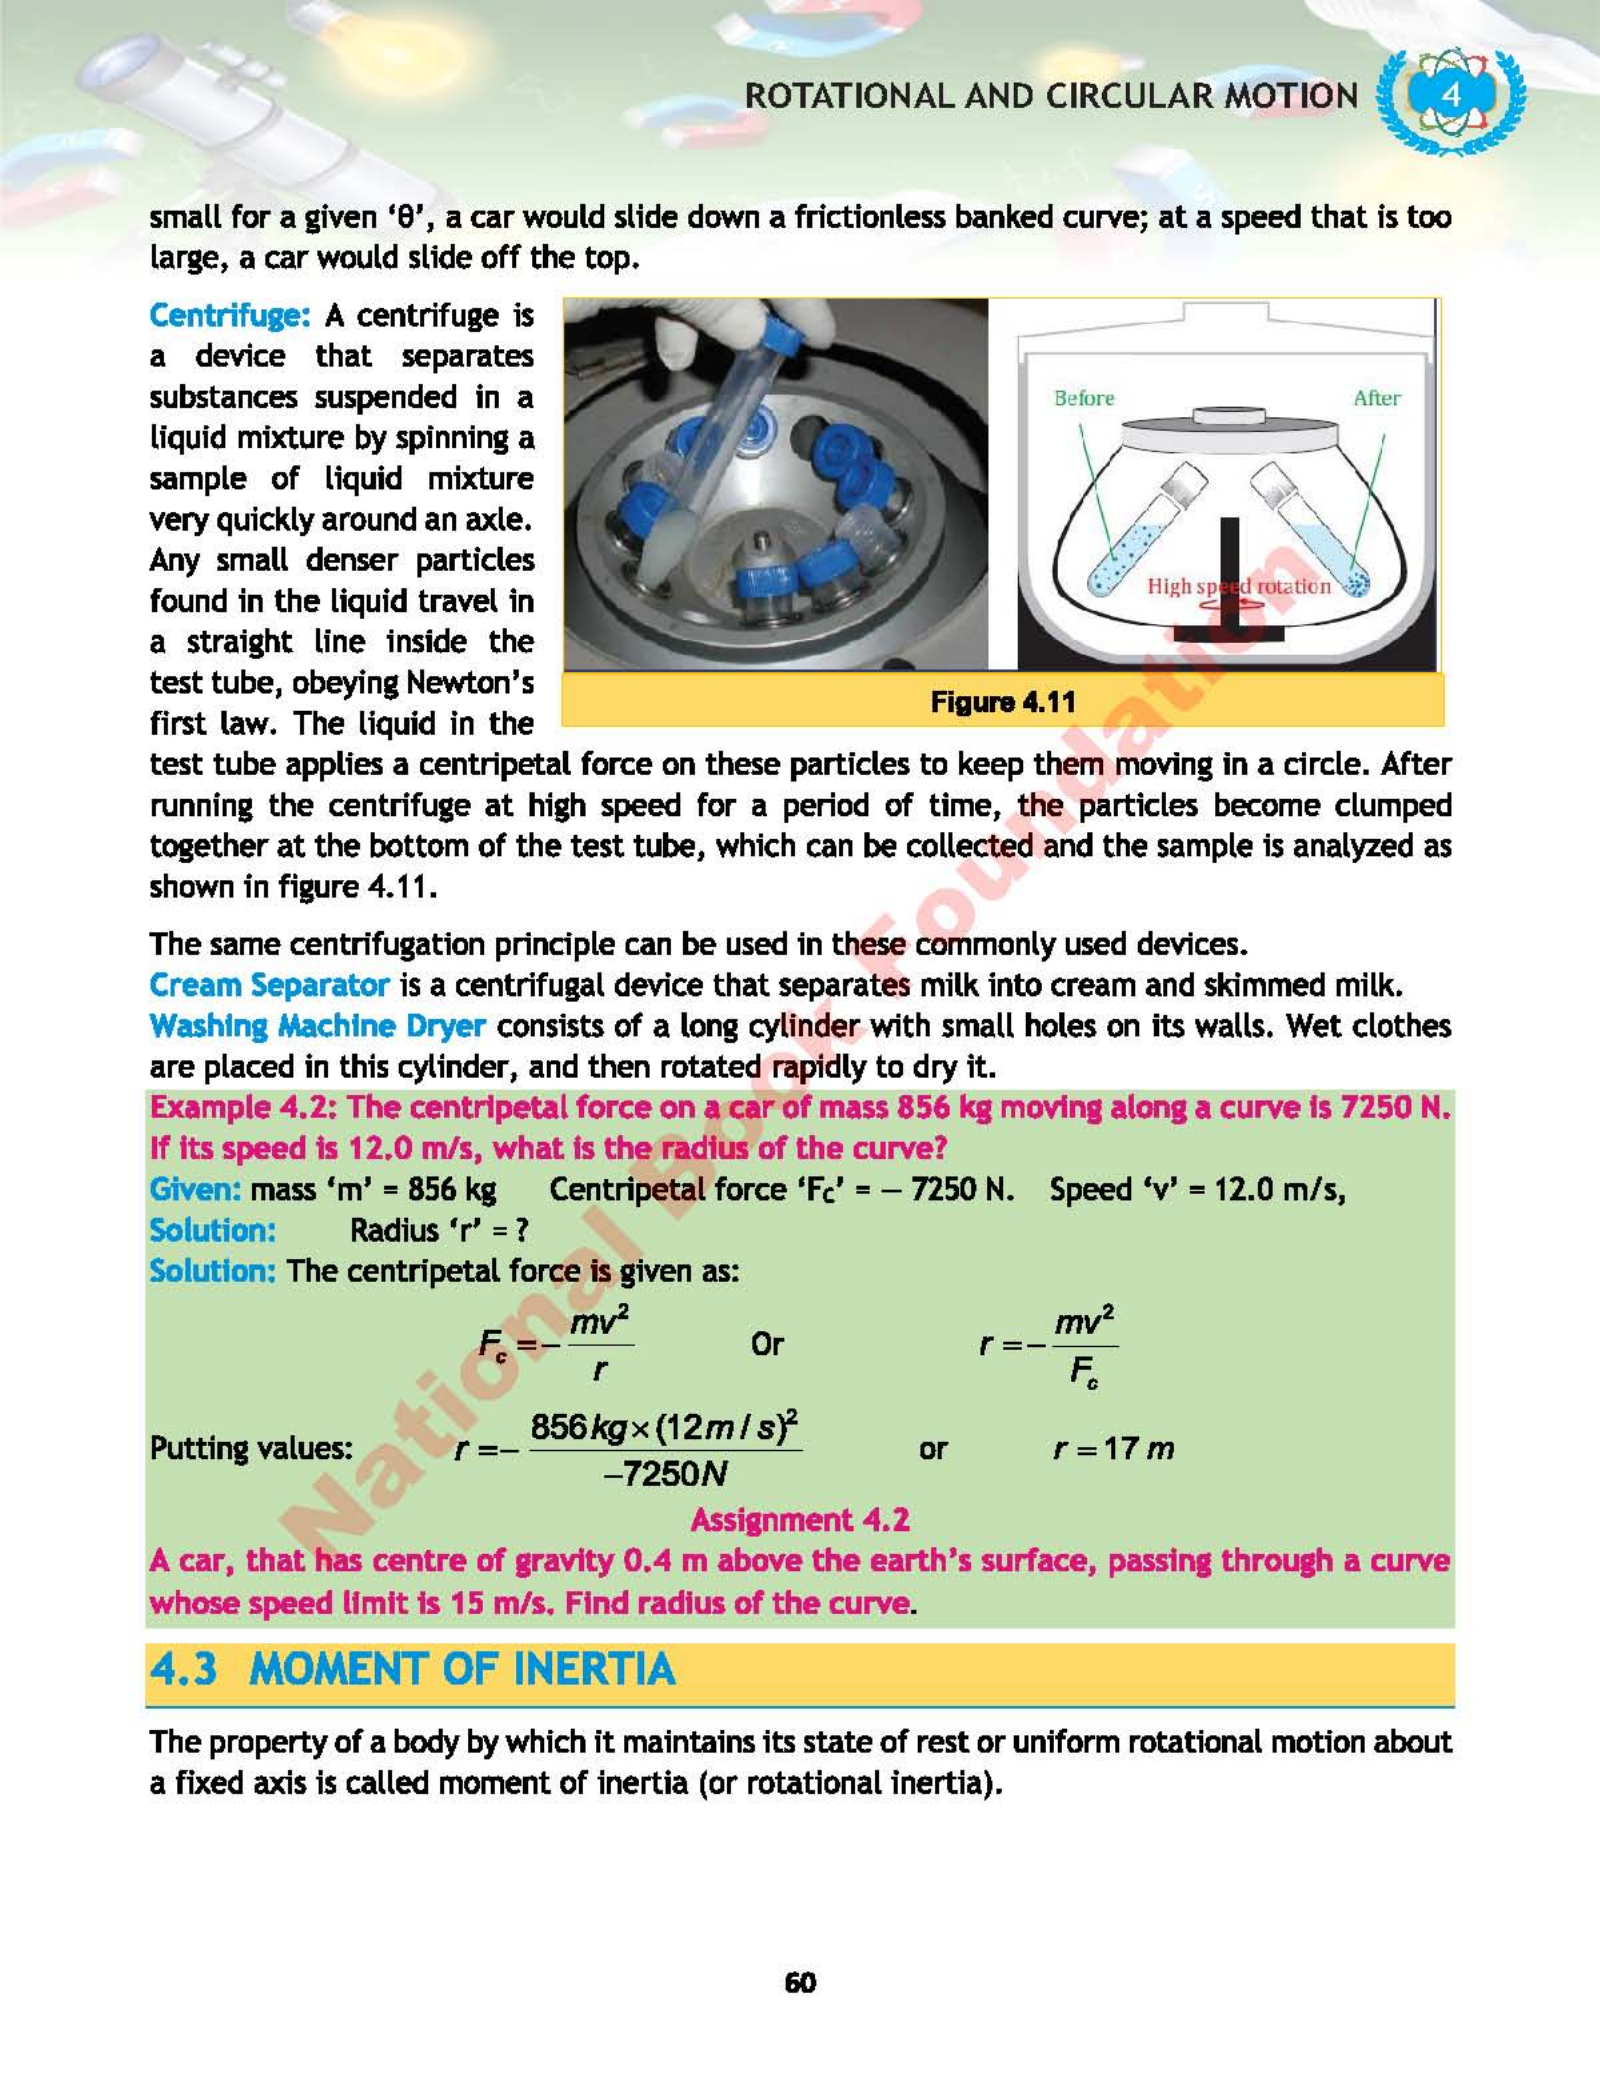 ROTATIONAL AND CIRCULAR MOTION 4
small for a given ‘θ’, a car would slide down a frictionless banked curve; at a speed that is too
large, a car would slide off the top.
Centrifuge: A centrifuge is
a device that separates
substances suspended in a
liquid mixture by spinning a
sample of liquid mixture
very quickly around an axle.
Any small denser particles
found in the liquid travel in
a straight line inside the
test tube, obeying Newton’s
first law. The liquid in the
Before
After
High speed rotation
Figure 4.11
test tube applies a centripetal force on these particles to keep them moving in a circle. After
running the centrifuge at high speed for a period of time, the particles become clumped
together at the bottom of the test tube, which can be collected and the sample is analyzed as
shown in figure 4.11.
The same centrifugation principle can be used in these commonly used devices.
Cream Separator is a centrifugal device that separates milk into cream and skimmed milk.
Washing Machine Dryer consists of a long cylinder with small holes on its walls. Wet clothes
are placed in this cylinder, and then rotated rapidly to dry it.
Example 4.2: The centripetal force on a car of mass 856 kg moving along a curve is 7250 N.
If its speed is 12.0 m/s, what is the radius of the curve?
Given: mass ‘m’ = 856 kg Centripetal force ‘Fc’ = – 7250 N. Speed ‘v’ = 12.0 m/s,
Solution: Radius ‘r’ = ?
Solution: The centripetal force is given as:
F_c = – mv²/r Or r = – mv²/F_c
Putting values: r = – 856 kg × (12 m / s)²/–7250 N or r = 17 m
Assignment 4.2
A car, that has centre of gravity 0.4 m above the earth’s surface, passing through a curve
whose speed limit is 15 m/s. Find radius of the curve.
4.3 MOMENT OF INERTIA
The property of a body by which it maintains its state of rest or uniform rotational motion about
a fixed axis is called moment of inertia (or rotational inertia).
60
National Book Foundation